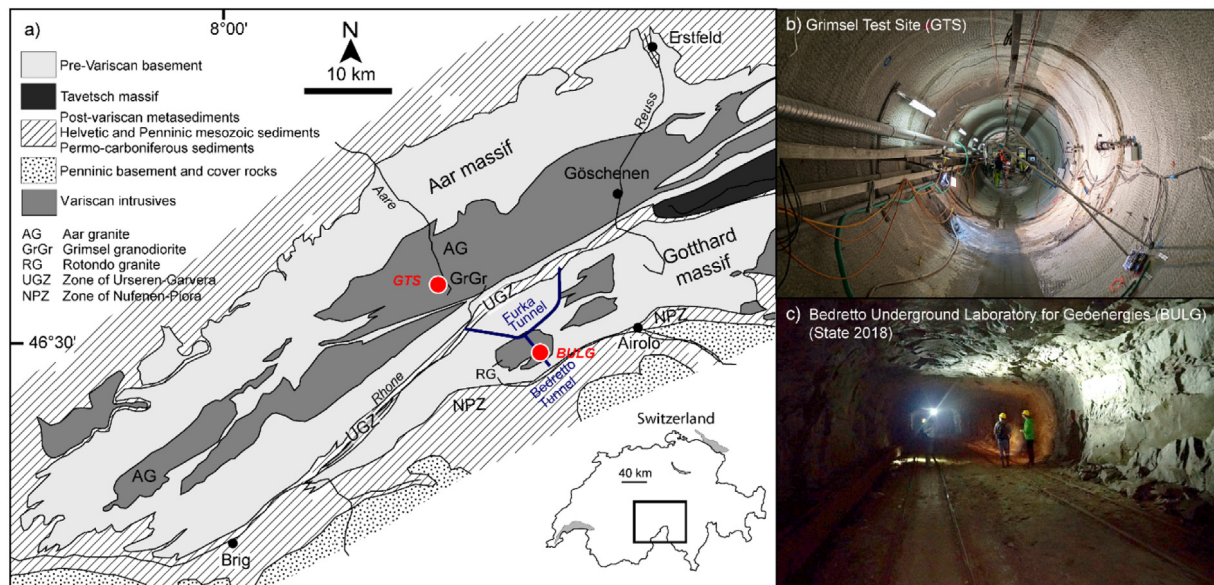 a)
8°00'
N
10 km
46°30'
Pre-Variscan basement
Tavetsch massif
Post-variscan metasediments
Helvetic and Penninic mesozoic sediments
Permo-carboniferous sediments
Penninic basement and cover rocks
Variscan intrusives
AG Aar granite
GrGr Grimsel granodiorite
RG Rotondo granite
UGZ Zone of Urseren-Garvera
NPZ Zone of Nufenen-Piora
Erstfeld
Reuss
Aar massif
Göschenen
Aare
AG
GTS
GrGr
Gotthard
massif
UGZ
Furka
Tunnel
NPZ
Airolo
BULG
RG
Bedretto
Tunnel
Rhone
NPZ
UGZ
AG
Brig
Switzerland
40 km
b) Grimsel Test Site (GTS)
c) Bedretto Underground Laboratory for Geoenergies (BULG)
(State 2018)